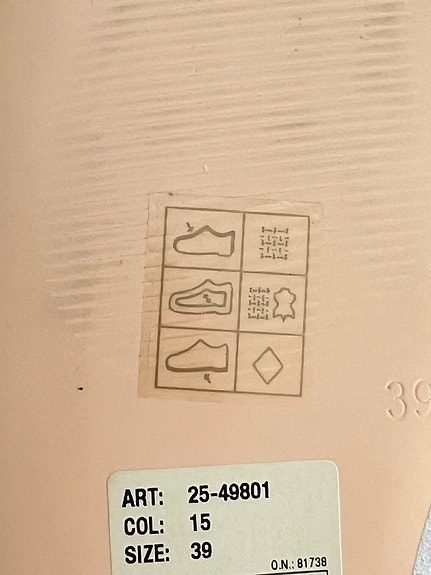 39
ART: 25-49801
COL: 15
SIZE: 39
O.N.: 81738